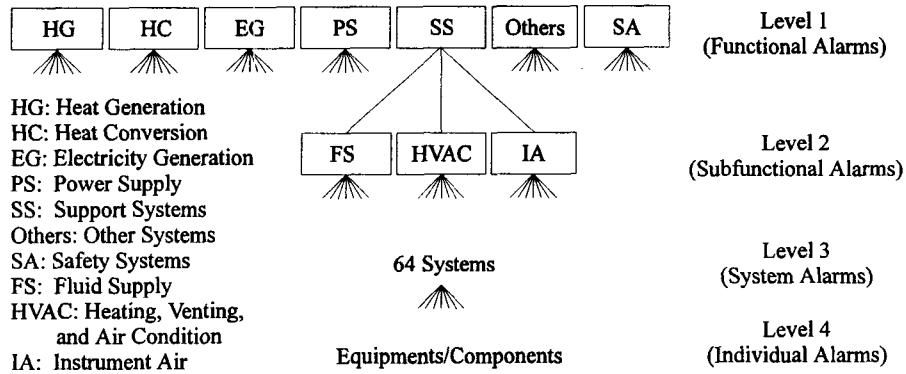 HG HC EG PS SS Others SA
Level 1
(Functional Alarms)
HG: Heat Generation
HC: Heat Conversion
EG: Electricity Generation
PS: Power Supply
SS: Support Systems
Others: Other Systems
SA: Safety Systems
FS: Fluid Supply
HVAC: Heating, Venting,
and Air Condition
IA: Instrument Air
FS HVAC IA
Level 2
(Subfunctional Alarms)
64 Systems
Level 3
(System Alarms)
Equipments/Components
Level 4
(Individual Alarms)